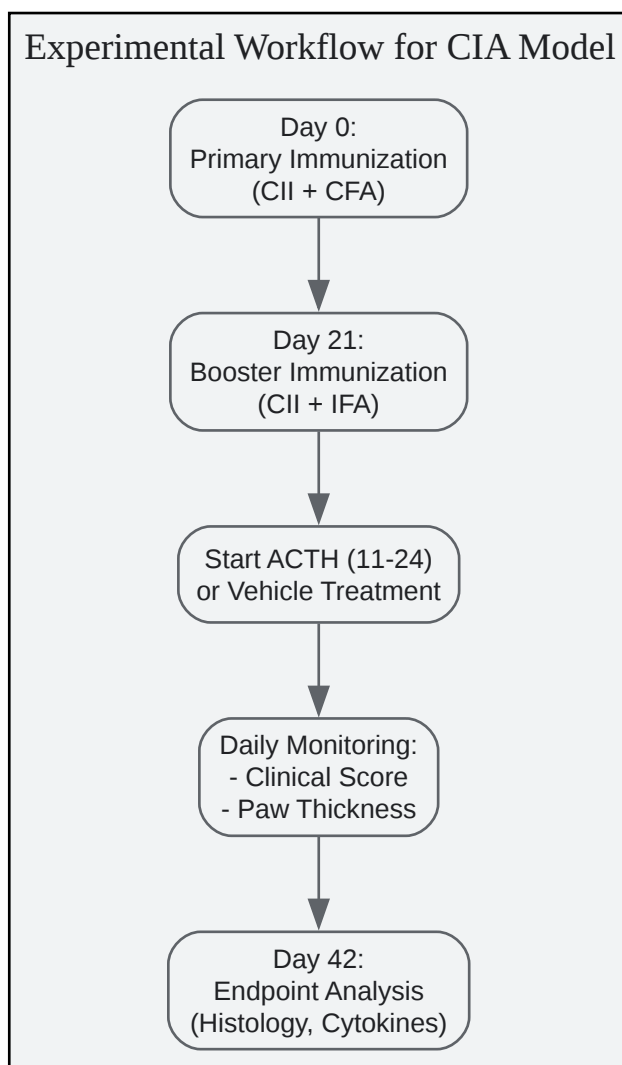 Experimental Workflow for CIA Model
Day 0:
Primary Immunization
(CII + CFA)
Day 21:
Booster Immunization
(CII + IFA)
Start ACTH (11-24)
or Vehicle Treatment
Daily Monitoring:
- Clinical Score
- Paw Thickness
Day 42:
Endpoint Analysis
(Histology, Cytokines)